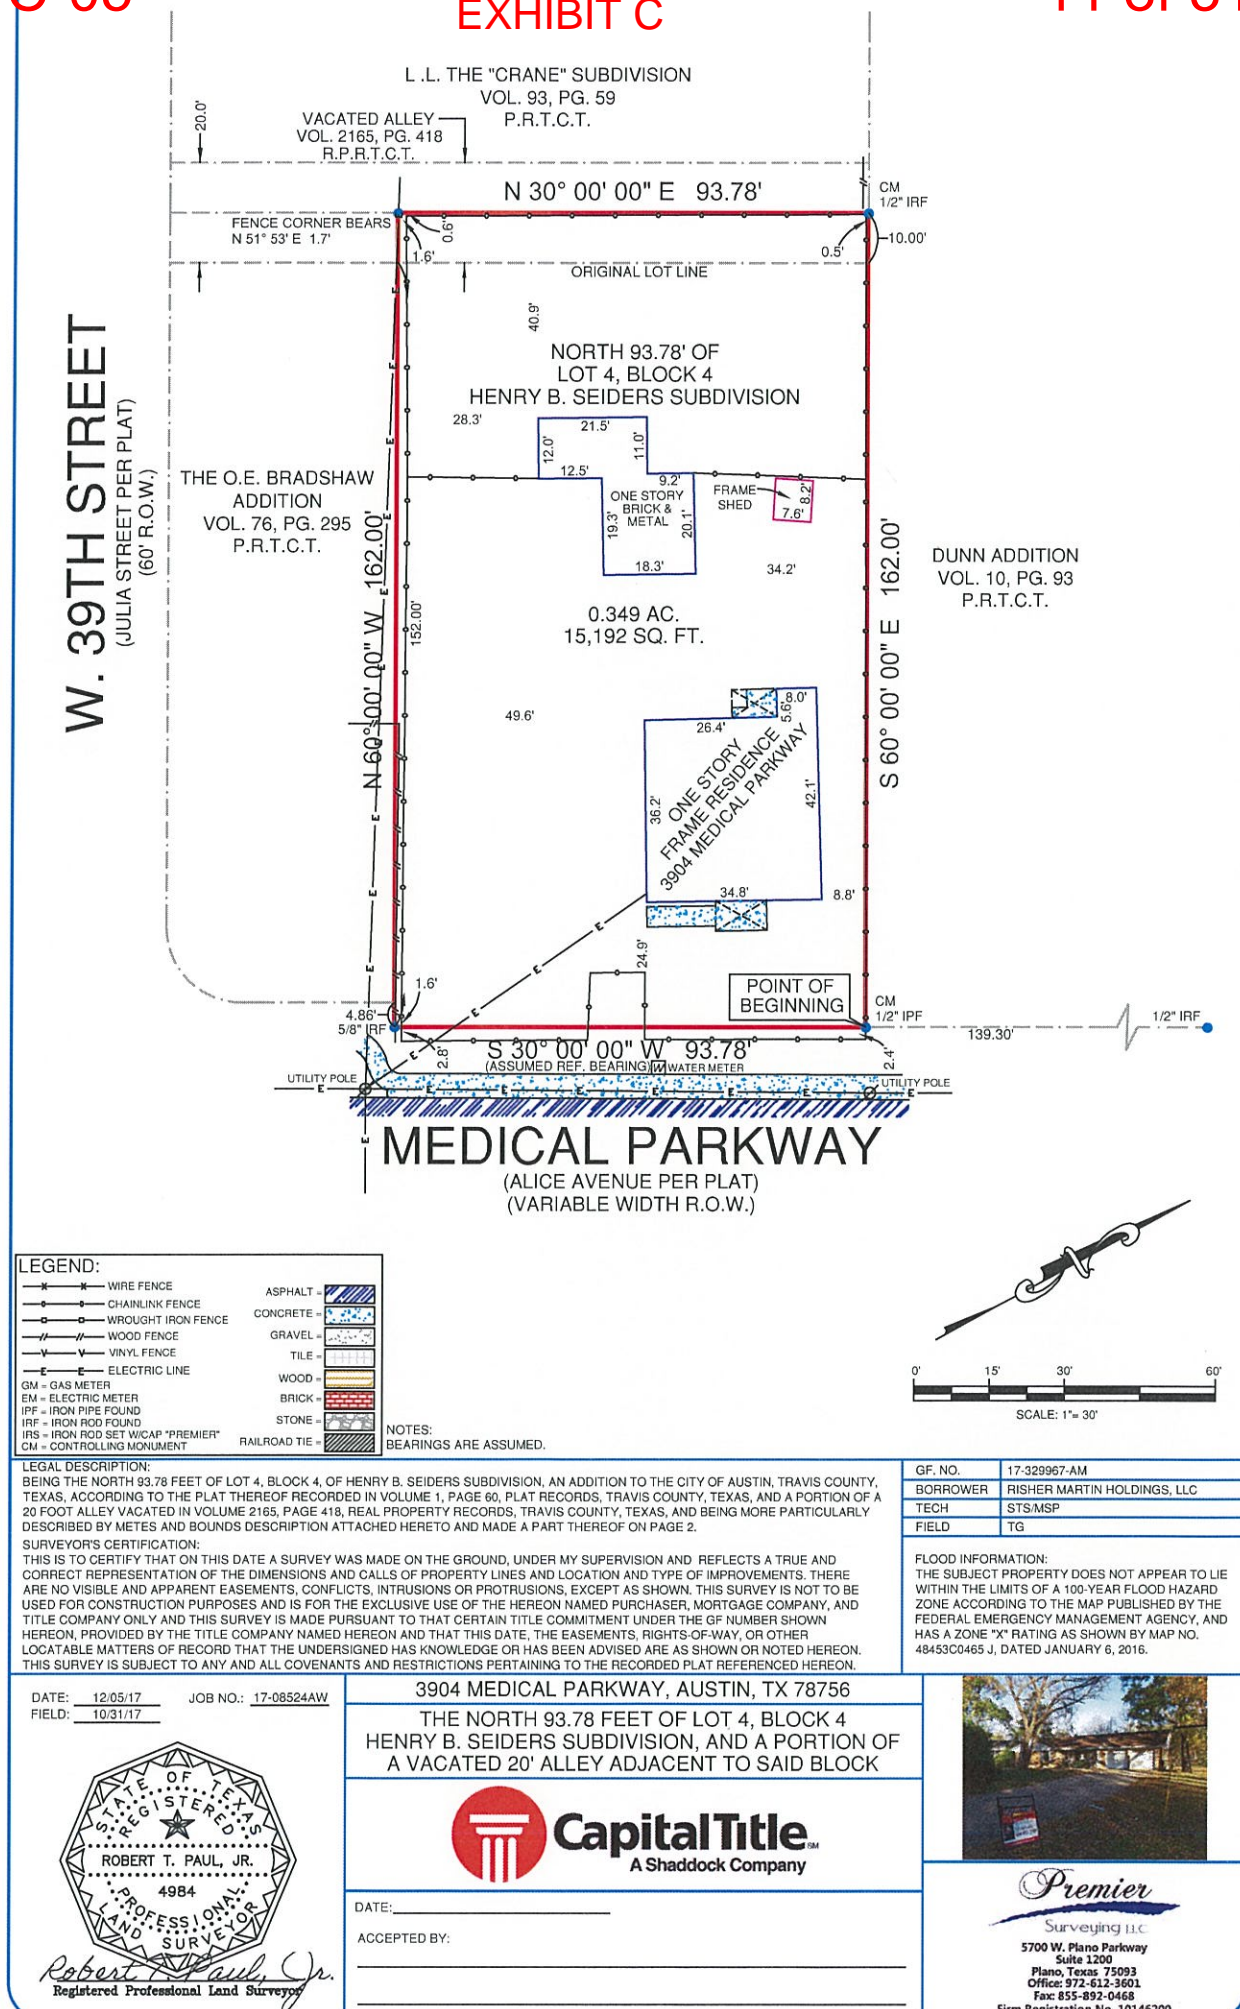 EXHIBIT C
L .L. THE "CRANE" SUBDIVISION
VOL. 93, PG. 59
P.R.T.C.T.
VACATED ALLEY
VOL. 2165, PG. 418
R.P.R.T.C.T.
20.0'
N 30° 00' 00" E 93.78'
CM
1/2" IRF
FENCE CORNER BEARS
N 51° 53' E 1.7'
0.6'
1.6'
0.5'
10.00'
ORIGINAL LOT LINE
40.9'
NORTH 93.78' OF
LOT 4, BLOCK 4
HENRY B. SEIDERS SUBDIVISION
28.3'
21.5'
12.0'
11.0'
12.5'
9.2'
ONE STORY
BRICK &
METAL
19.3'
20.1'
18.3'
FRAME
SHED
8.2'
7.6'
34.2'
W. 39TH STREET
(JULIA STREET PER PLAT)
(60' R.O.W.)
THE O.E. BRADSHAW
ADDITION
VOL. 76, PG. 295
P.R.T.C.T.
N 60° 00' 00" W 162.00'
152.00'
0.349 AC.
15,192 SQ. FT.
S 60° 00' 00" E 162.00'
DUNN ADDITION
VOL. 10, PG. 93
P.R.T.C.T.
49.6'
8.0'
5.6'
26.4'
36.2'
42.1'
ONE STORY
FRAME RESIDENCE
3904 MEDICAL PARKWAY
34.8'
8.8'
24.9'
POINT OF
BEGINNING
CM
1/2" IPF
139.30'
1/2" IRF
1.6'
4.86'
5/8" IRF
2.8'
S 30° 00' 00" W 93.78'
(ASSUMED REF. BEARING)
W WATER METER
2.4'
UTILITY POLE
UTILITY POLE
MEDICAL PARKWAY
(ALICE AVENUE PER PLAT)
(VARIABLE WIDTH R.O.W.)
N
0' 15' 30' 60'
SCALE: 1"= 30'
LEGEND:
WIRE FENCE
CHAINLINK FENCE
WROUGHT IRON FENCE
WOOD FENCE
VINYL FENCE
ELECTRIC LINE
GM = GAS METER
EM = ELECTRIC METER
IPF = IRON PIPE FOUND
IRF = IRON ROD FOUND
IRS = IRON ROD SET W/CAP "PREMIER"
CM = CONTROLLING MONUMENT
ASPHALT =
CONCRETE =
GRAVEL =
TILE =
WOOD =
BRICK =
STONE =
RAILROAD TIE =
NOTES:
BEARINGS ARE ASSUMED.
LEGAL DESCRIPTION:
BEING THE NORTH 93.78 FEET OF LOT 4, BLOCK 4, OF HENRY B. SEIDERS SUBDIVISION, AN ADDITION TO THE CITY OF AUSTIN, TRAVIS COUNTY,
TEXAS, ACCORDING TO THE PLAT THEREOF RECORDED IN VOLUME 1, PAGE 60, PLAT RECORDS, TRAVIS COUNTY, TEXAS, AND A PORTION OF A
20 FOOT ALLEY VACATED IN VOLUME 2165, PAGE 418, REAL PROPERTY RECORDS, TRAVIS COUNTY, TEXAS, AND BEING MORE PARTICULARLY
DESCRIBED BY METES AND BOUNDS DESCRIPTION ATTACHED HERETO AND MADE A PART THEREOF ON PAGE 2.
SURVEYOR'S CERTIFICATION:
THIS IS TO CERTIFY THAT ON THIS DATE A SURVEY WAS MADE ON THE GROUND, UNDER MY SUPERVISION AND REFLECTS A TRUE AND
CORRECT REPRESENTATION OF THE DIMENSIONS AND CALLS OF PROPERTY LINES AND LOCATION AND TYPE OF IMPROVEMENTS. THERE
ARE NO VISIBLE AND APPARENT EASEMENTS, CONFLICTS, INTRUSIONS OR PROTRUSIONS, EXCEPT AS SHOWN. THIS SURVEY IS NOT TO BE
USED FOR CONSTRUCTION PURPOSES AND IS FOR THE EXCLUSIVE USE OF THE HEREON NAMED PURCHASER, MORTGAGE COMPANY, AND
TITLE COMPANY ONLY AND THIS SURVEY IS MADE PURSUANT TO THAT CERTAIN TITLE COMMITMENT UNDER THE GF NUMBER SHOWN
HEREON, PROVIDED BY THE TITLE COMPANY NAMED HEREON AND THAT THIS DATE, THE EASEMENTS, RIGHTS-OF-WAY, OR OTHER
LOCATABLE MATTERS OF RECORD THAT THE UNDERSIGNED HAS KNOWLEDGE OR HAS BEEN ADVISED ARE AS SHOWN OR NOTED HEREON.
THIS SURVEY IS SUBJECT TO ANY AND ALL COVENANTS AND RESTRICTIONS PERTAINING TO THE RECORDED PLAT REFERENCED HEREON.
GF. NO. 17-329967-AM
BORROWER RISHER MARTIN HOLDINGS, LLC
TECH STS/MSP
FIELD TG
FLOOD INFORMATION:
THE SUBJECT PROPERTY DOES NOT APPEAR TO LIE
WITHIN THE LIMITS OF A 100-YEAR FLOOD HAZARD
ZONE ACCORDING TO THE MAP PUBLISHED BY THE
FEDERAL EMERGENCY MANAGEMENT AGENCY, AND
HAS A ZONE "X" RATING AS SHOWN BY MAP NO.
48453C0465 J, DATED JANUARY 6, 2016.
DATE: 12/05/17 JOB NO.: 17-08524AW
FIELD: 10/31/17
STATE OF TEXAS
REGISTERED
ROBERT T. PAUL, JR.
4984
PROFESSIONAL
LAND SURVEYOR
Robert T. Paul, Jr.
Registered Professional Land Surveyor
3904 MEDICAL PARKWAY, AUSTIN, TX 78756
THE NORTH 93.78 FEET OF LOT 4, BLOCK 4
HENRY B. SEIDERS SUBDIVISION, AND A PORTION OF
A VACATED 20' ALLEY ADJACENT TO SAID BLOCK
Capital Title SM
A Shaddock Company
DATE:
ACCEPTED BY:
Premier
Surveying LLC
5700 W. Plano Parkway
Suite 1200
Plano, Texas 75093
Office: 972-612-3601
Fax: 855-892-0468
Firm Registration No. 10146200